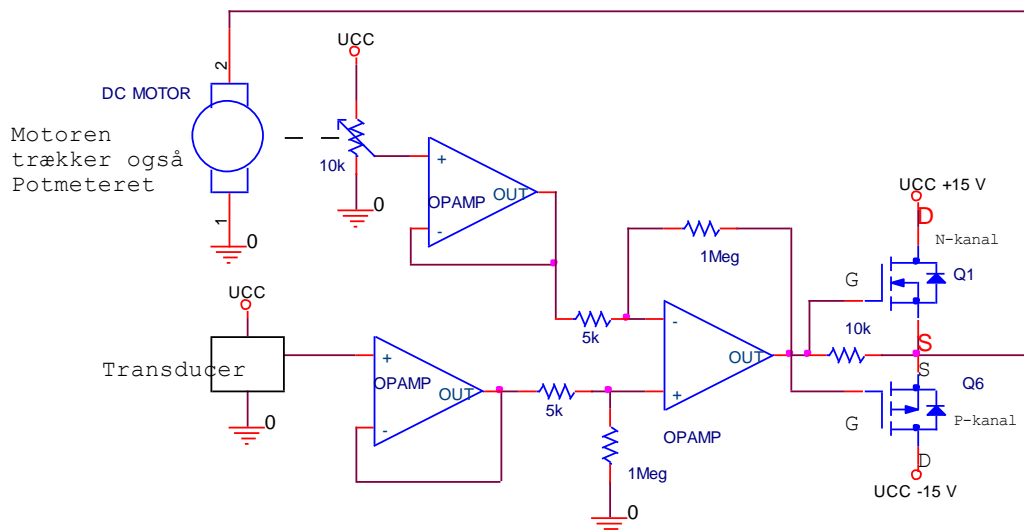 UCC
2
DC MOTOR
Motoren
trækker også
Potmeteret
10k
+
OPAMP
OUT
-
1
0
0
UCC +15 V
D
N-kanal
1Meg
G
Q1
UCC
5k
-
10k
S
Transducer
+
OPAMP
OUT
-
5k
OUT
+
S
Q6
G
P-kanal
0
OPAMP
1Meg
D
UCC -15 V
0